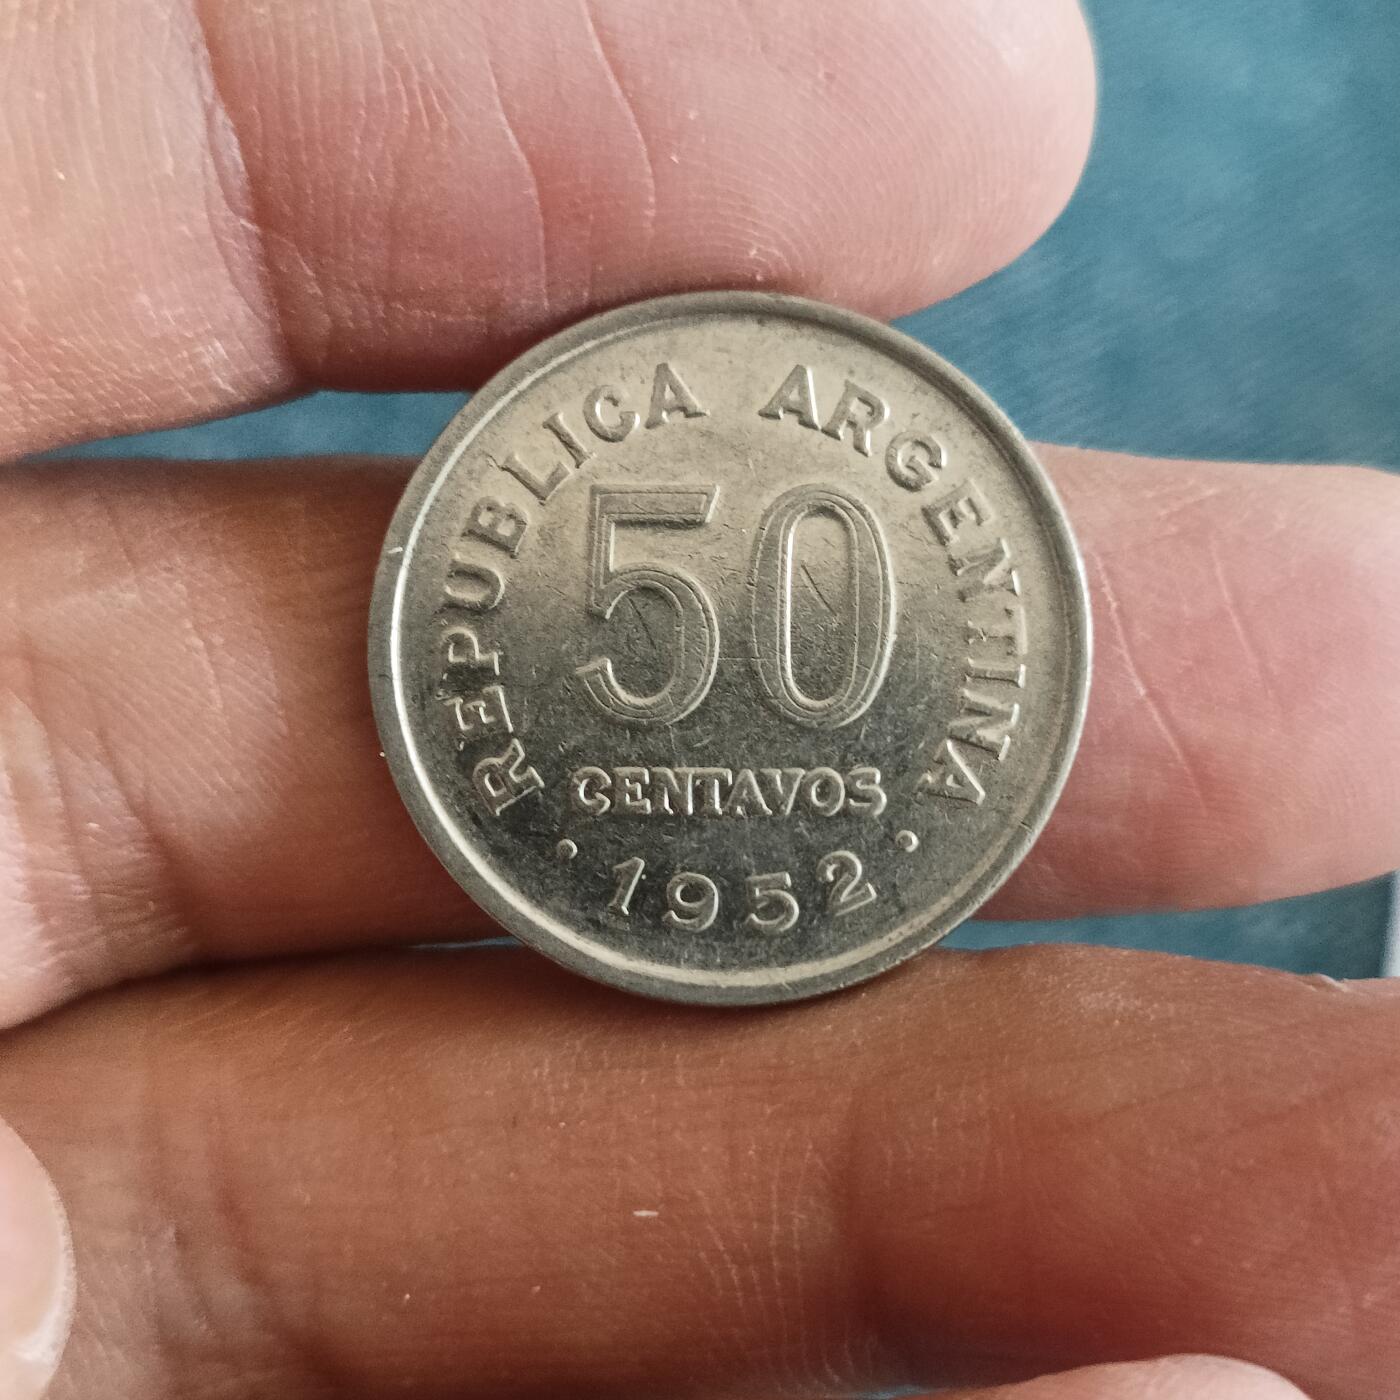 REPUBLICA ARGENTINA
50
CENTAVOS
• 1952 •